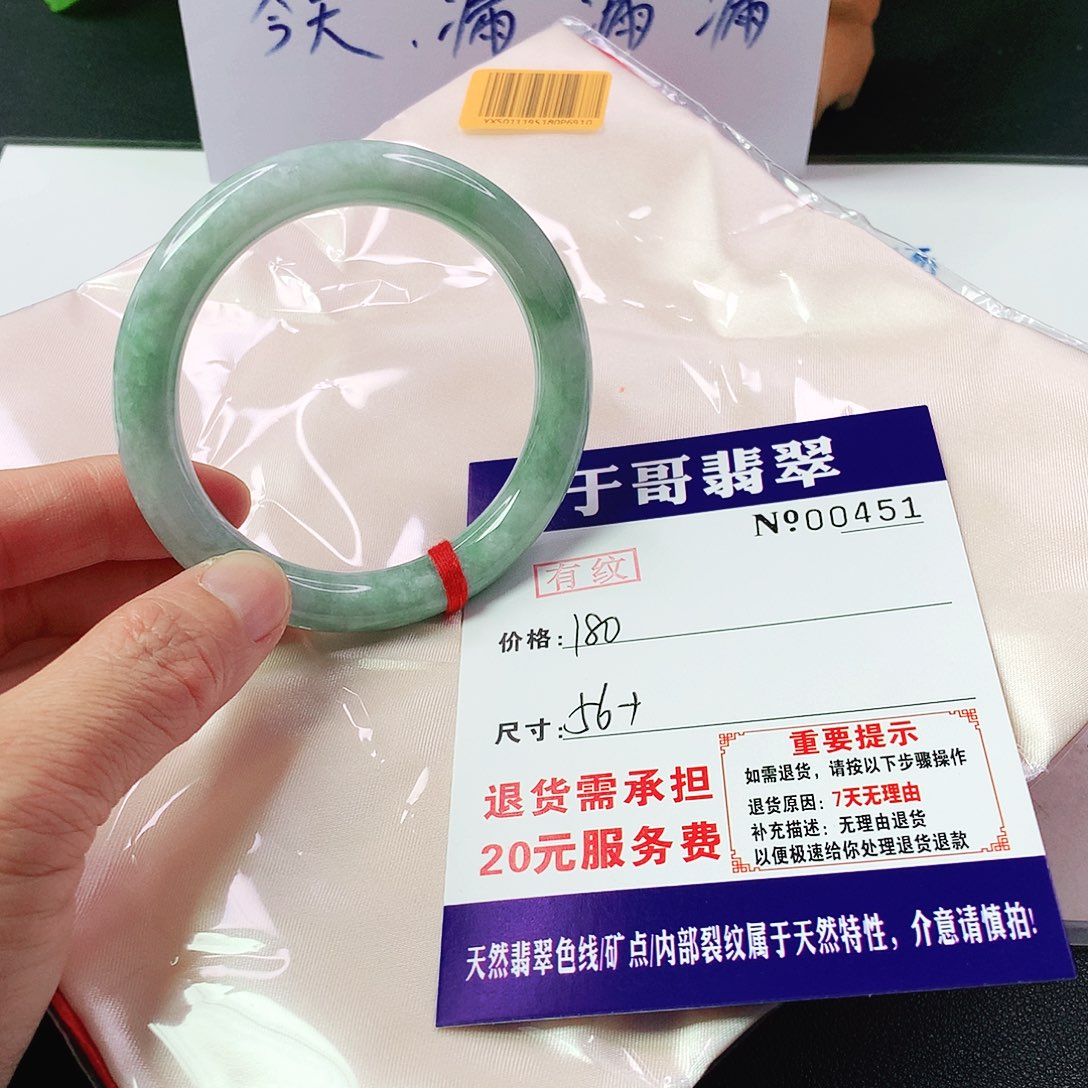 今天.漏漏漏
于哥翡翠
Nº00451
有纹
价格:180
尺寸:56+
退货需承担
20元服务费
重要提示
如需退货,请按以下步骤操作
退货原因:7天无理由
补充描述:无理由退货
以便极速给你处理退货退款
天然翡翠色线/矿点/内部裂纹属于天然特性,介意请慎拍!